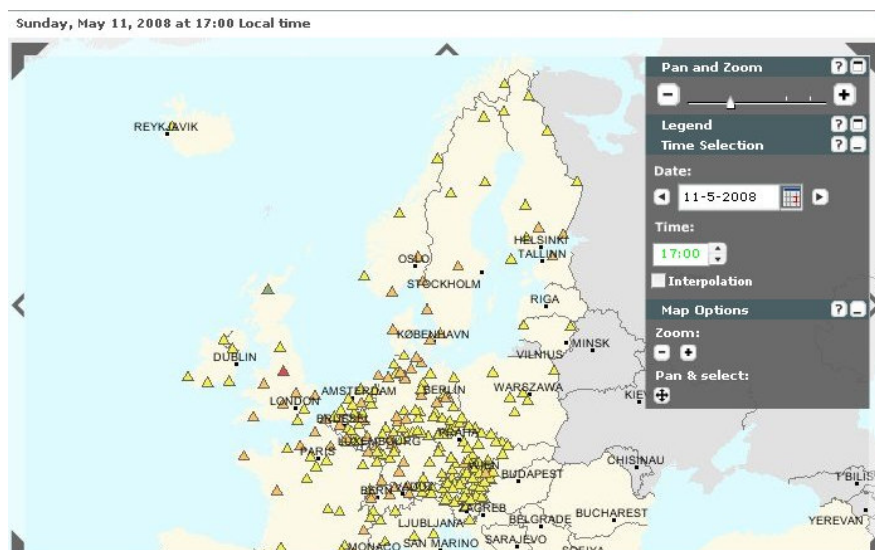 Sunday, May 11, 2008 at 17:00 Local time
Pan and Zoom
?
REYKJAVIK
Legend
?
Time Selection
?
Date:
11-5-2008
Time:
17:00
Interpolation
HELSINKI
OSLO
TALLINN
STOCKHOLM
RIGA
Map Options
?
Zoom:
KØBENHAVN
MINSK
VILNIUS
DUBLIN
Pan & select:
AMSTERDAM
BERLIN
WARSZAWA
KIE
LONDON
BRUSSEL
PRAHA
LUXEMBOURG
PARIS
CHISINAU
WIEN
BUDAPEST
T'BILIS
BERN
VADUZ
ZAGREB
BUCHAREST
LJUBLJANA
BELGRADE
YEREVAN
MONACO
SAN MARINO
SARAJEVO